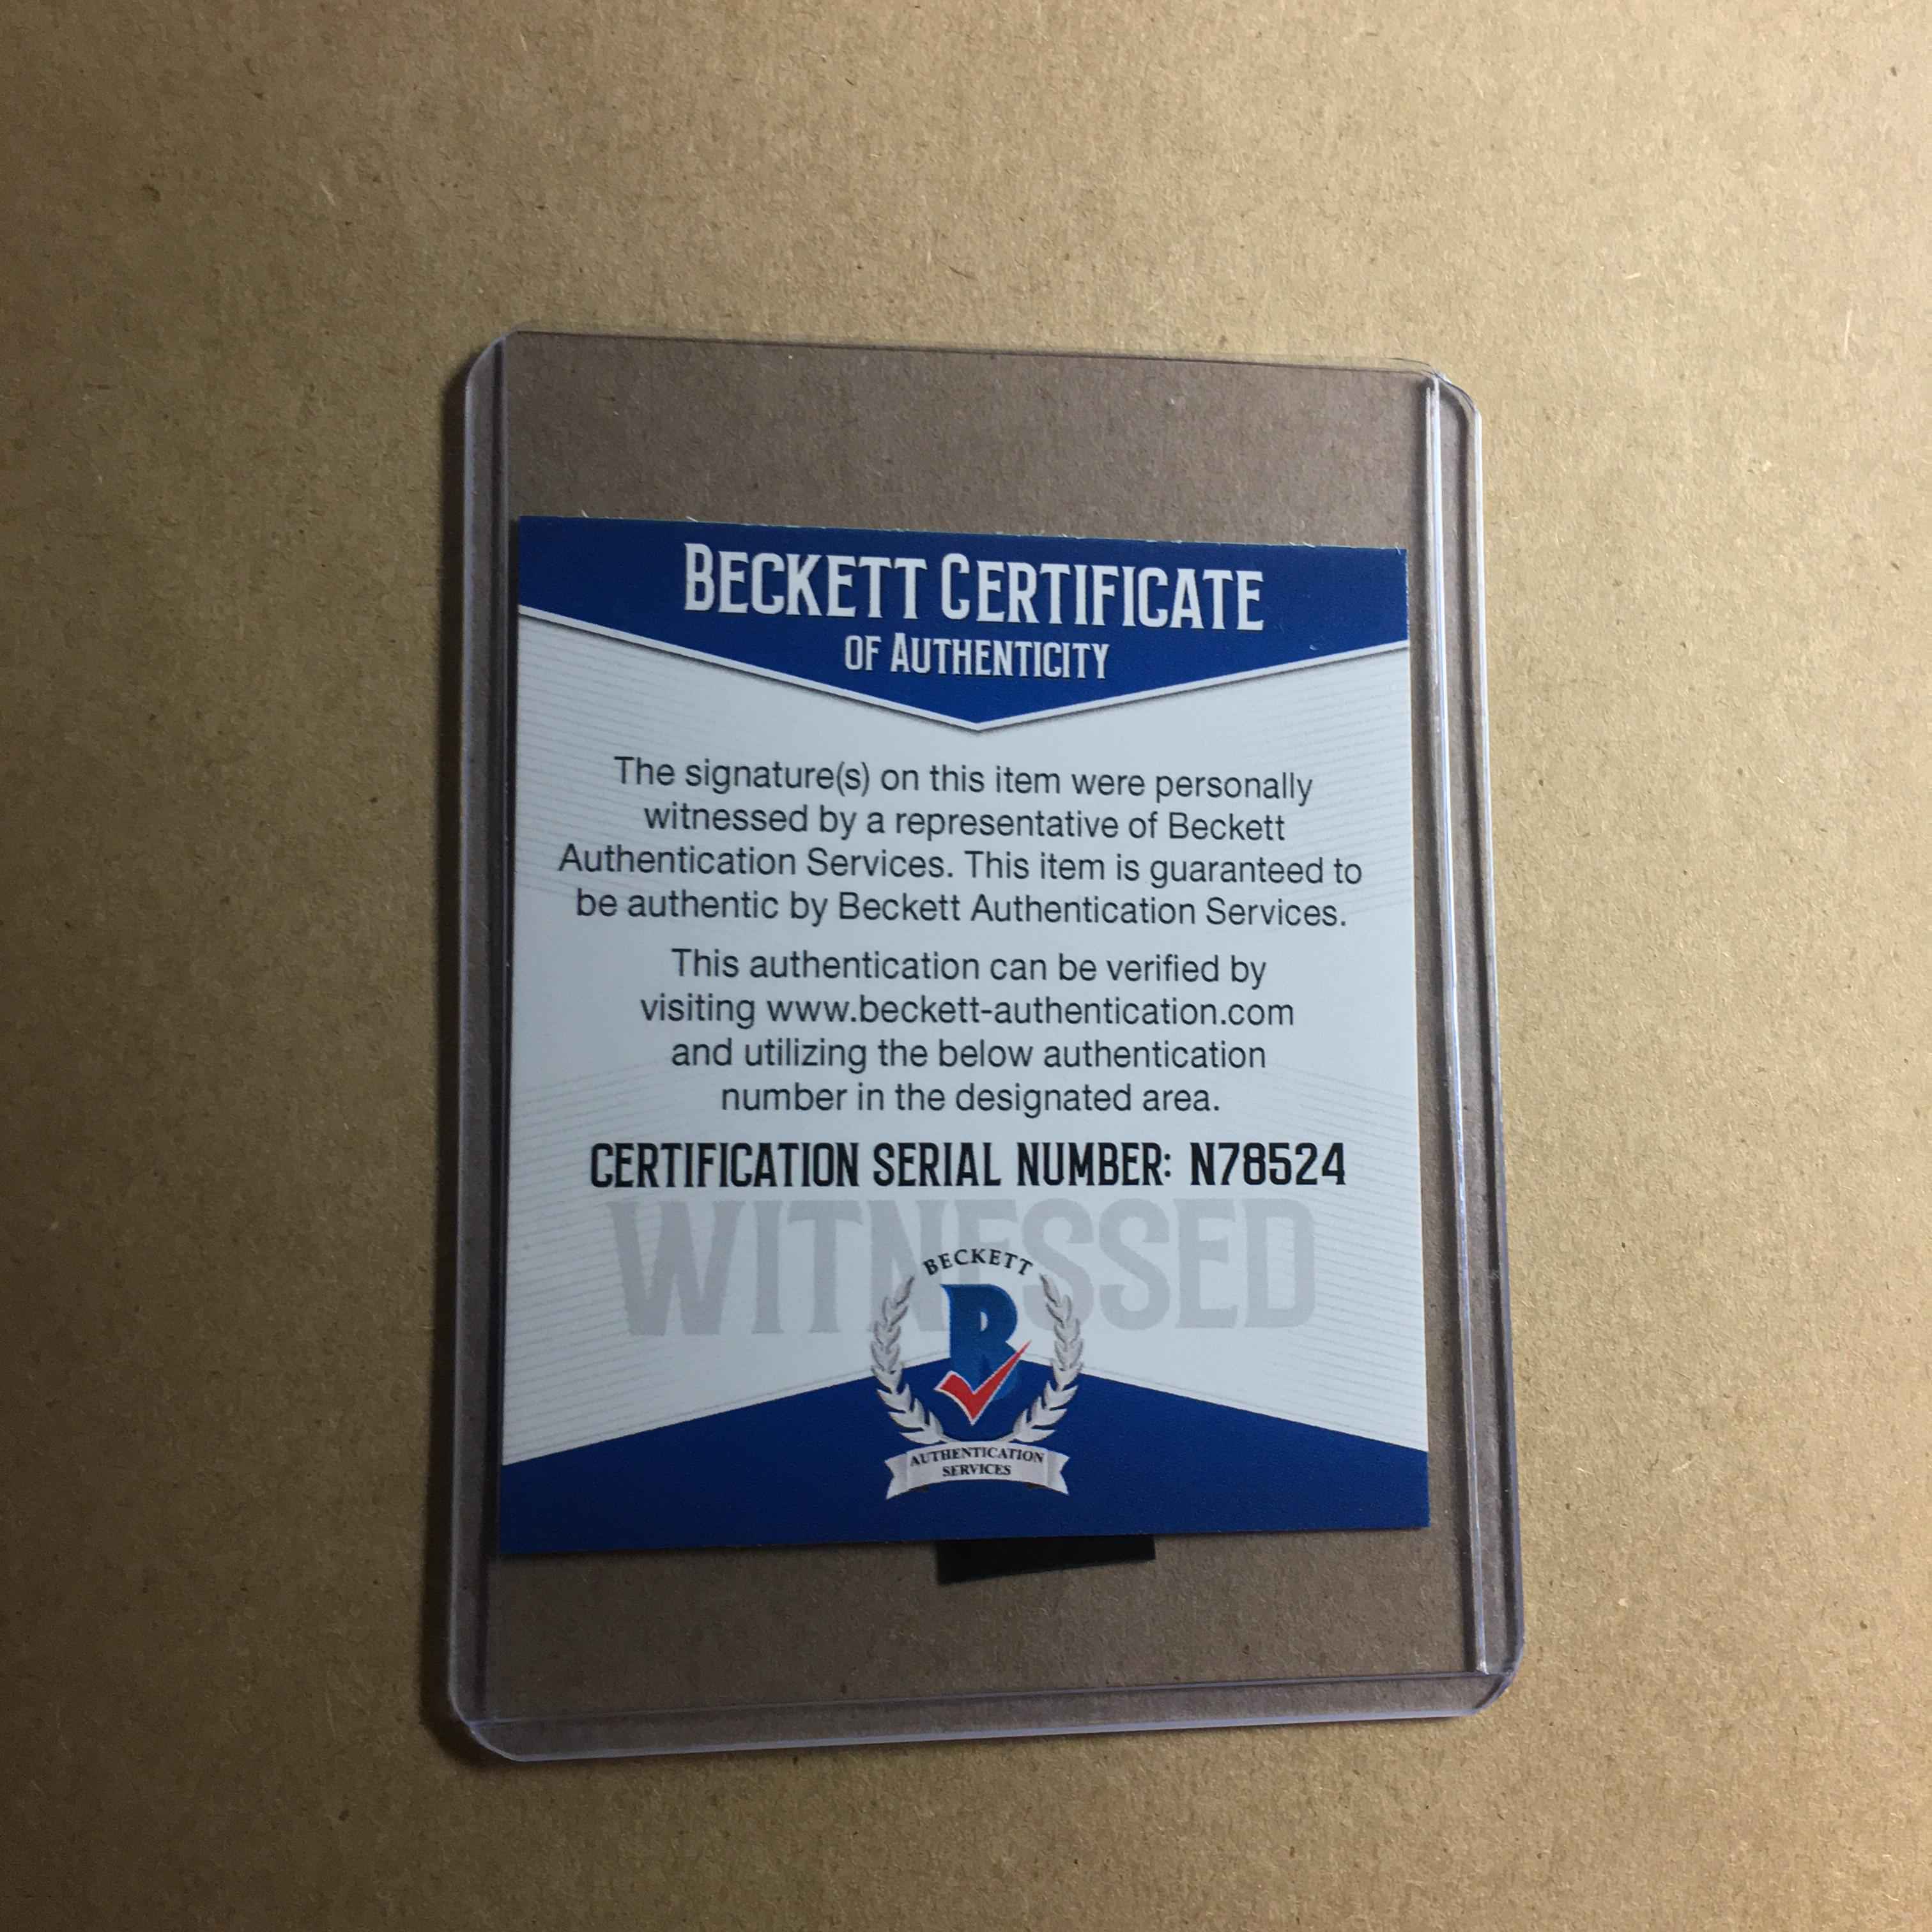 BECKETT CERTIFICATE
OF AUTHENTICITY
The signature(s) on this item were personally
witnessed by a representative of Beckett
Authentication Services. This item is guaranteed to
be authentic by Beckett Authentication Services.
This authentication can be verified by
visiting www.beckett-authentication.com
and utilizing the below authentication
number in the designated area.
CERTIFICATION SERIAL NUMBER: N78524
WITNESSED
BECKETT
B
AUTHENTICATION
SERVICES